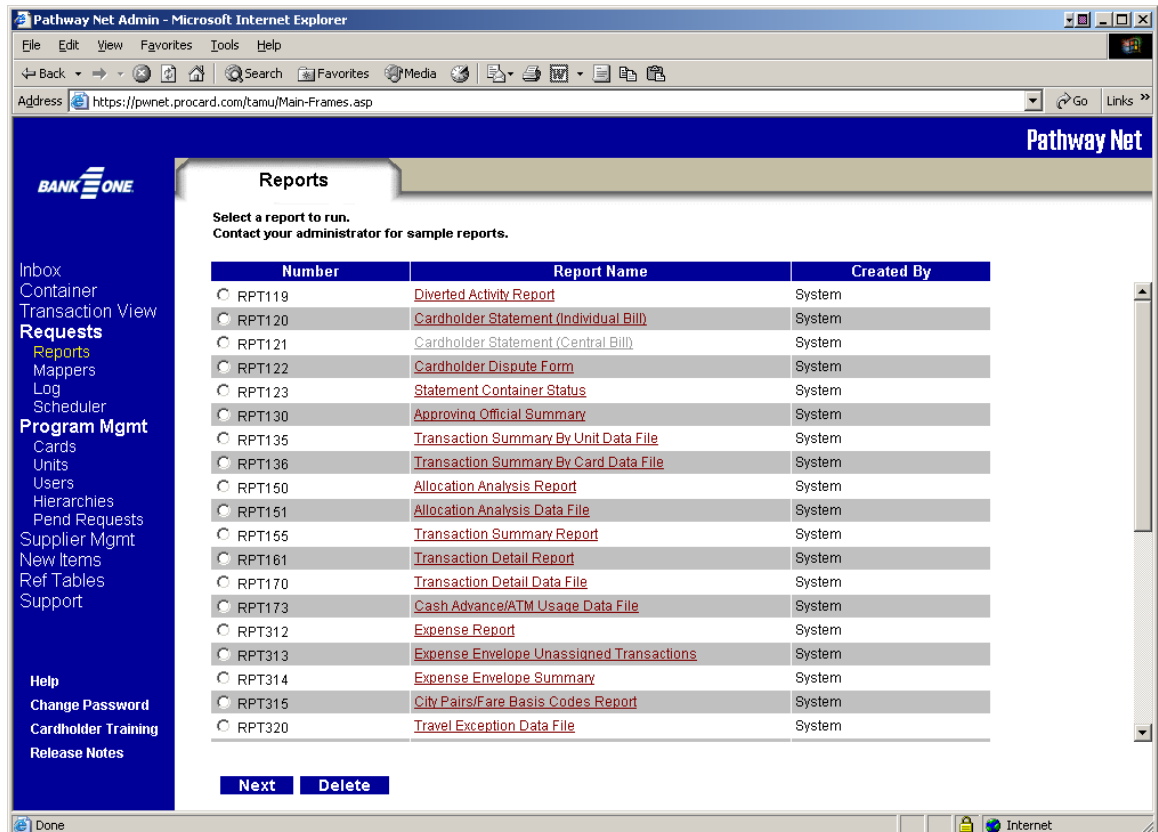 Pathway Net Admin - Microsoft Internet Explorer
File Edit View Favorites Tools Help
Back Search Favorites Media
Address https://pwnet.procard.com/tamu/Main-Frames.asp Go Links »
Pathway Net
BANK ONE
Reports
Select a report to run.
Contact your administrator for sample reports.
Inbox
Container
Transaction View
Requests
Reports
Mappers
Log
Scheduler
Program Mgmt
Cards
Units
Users
Hierarchies
Pend Requests
Supplier Mgmt
New Items
Ref Tables
Support
Help
Change Password
Cardholder Training
Release Notes
Number Report Name Created By
RPT119 Diverted Activity Report System
RPT120 Cardholder Statement (Individual Bill) System
RPT121 Cardholder Statement (Central Bill) System
RPT122 Cardholder Dispute Form System
RPT123 Statement Container Status System
RPT130 Approving Official Summary System
RPT135 Transaction Summary By Unit Data File System
RPT136 Transaction Summary By Card Data File System
RPT150 Allocation Analysis Report System
RPT151 Allocation Analysis Data File System
RPT155 Transaction Summary Report System
RPT161 Transaction Detail Report System
RPT170 Transaction Detail Data File System
RPT173 Cash Advance/ATM Usage Data File System
RPT312 Expense Report System
RPT313 Expense Envelope Unassigned Transactions System
RPT314 Expense Envelope Summary System
RPT315 City Pairs/Fare Basis Codes Report System
RPT320 Travel Exception Data File System
Next Delete
Done Internet